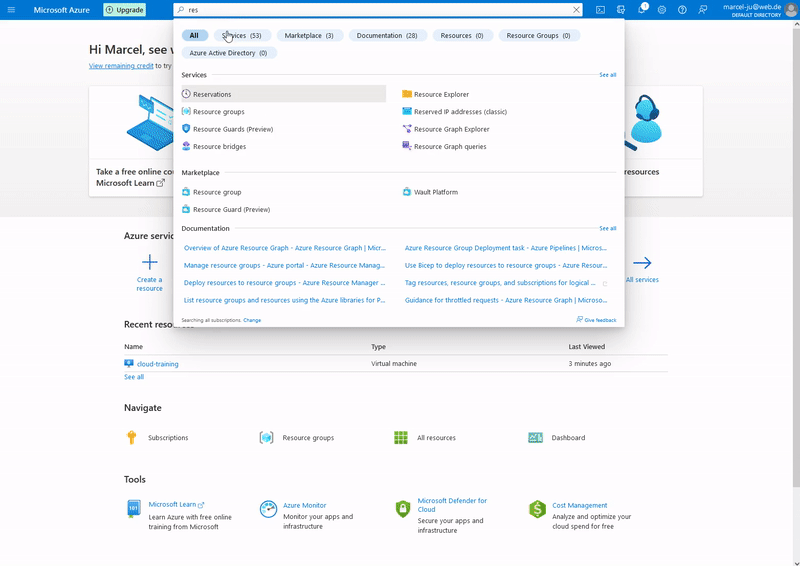 Microsoft Azure
Upgrade
res
1
marcel-ju@web.de
DEFAULT DIRECTORY
All
Services (53)
Marketplace (3)
Documentation (28)
Resources (0)
Resource Groups (0)
Azure Active Directory (0)
Hi Marcel, see w
View remaining credit to try
Services
See all
Reservations
Resource groups
Resource Guards (Preview)
Resource bridges
Resource Explorer
Reserved IP addresses (classic)
Resource Graph Explorer
Resource Graph queries
Marketplace
Resource group
Wault Platform
Resource Guard (Preview)
Documentation
See all
Overview of Azure Resource Graph - Azure Resource Graph | Micr...
Azure Resource Group Deployment task - Azure Pipelines | Micros...
Manage resource groups - Azure portal - Azure Resource Manag...
Use Bicep to deploy resources to resource groups - Azure Resour...
Deploy resources to resource groups - Azure Resource Manager ...
Tag resources, resource groups, and subscriptions for logical ...
List resource groups and resources using the Azure libraries for P...
Guidance for throttled requests - Azure Resource Graph | Microso...
Searching all subscriptions. Change
Give feedback
Take a free online cou
Microsoft Learn
resources
Azure servic
Create a
resource
All services
Recent resou
Name
Type
Last Viewed
cloud-training
Virtual machine
3 minutes ago
See all
Navigate
Subscriptions
Resource groups
All resources
Dashboard
Tools
101
Microsoft Learn
Learn Azure with free online
training from Microsoft
Azure Monitor
Monitor your apps and
infrastructure
Microsoft Defender for
Cloud
Secure your apps and
infrastructure
Cost Management
Analyze and optimize your
cloud spend for free